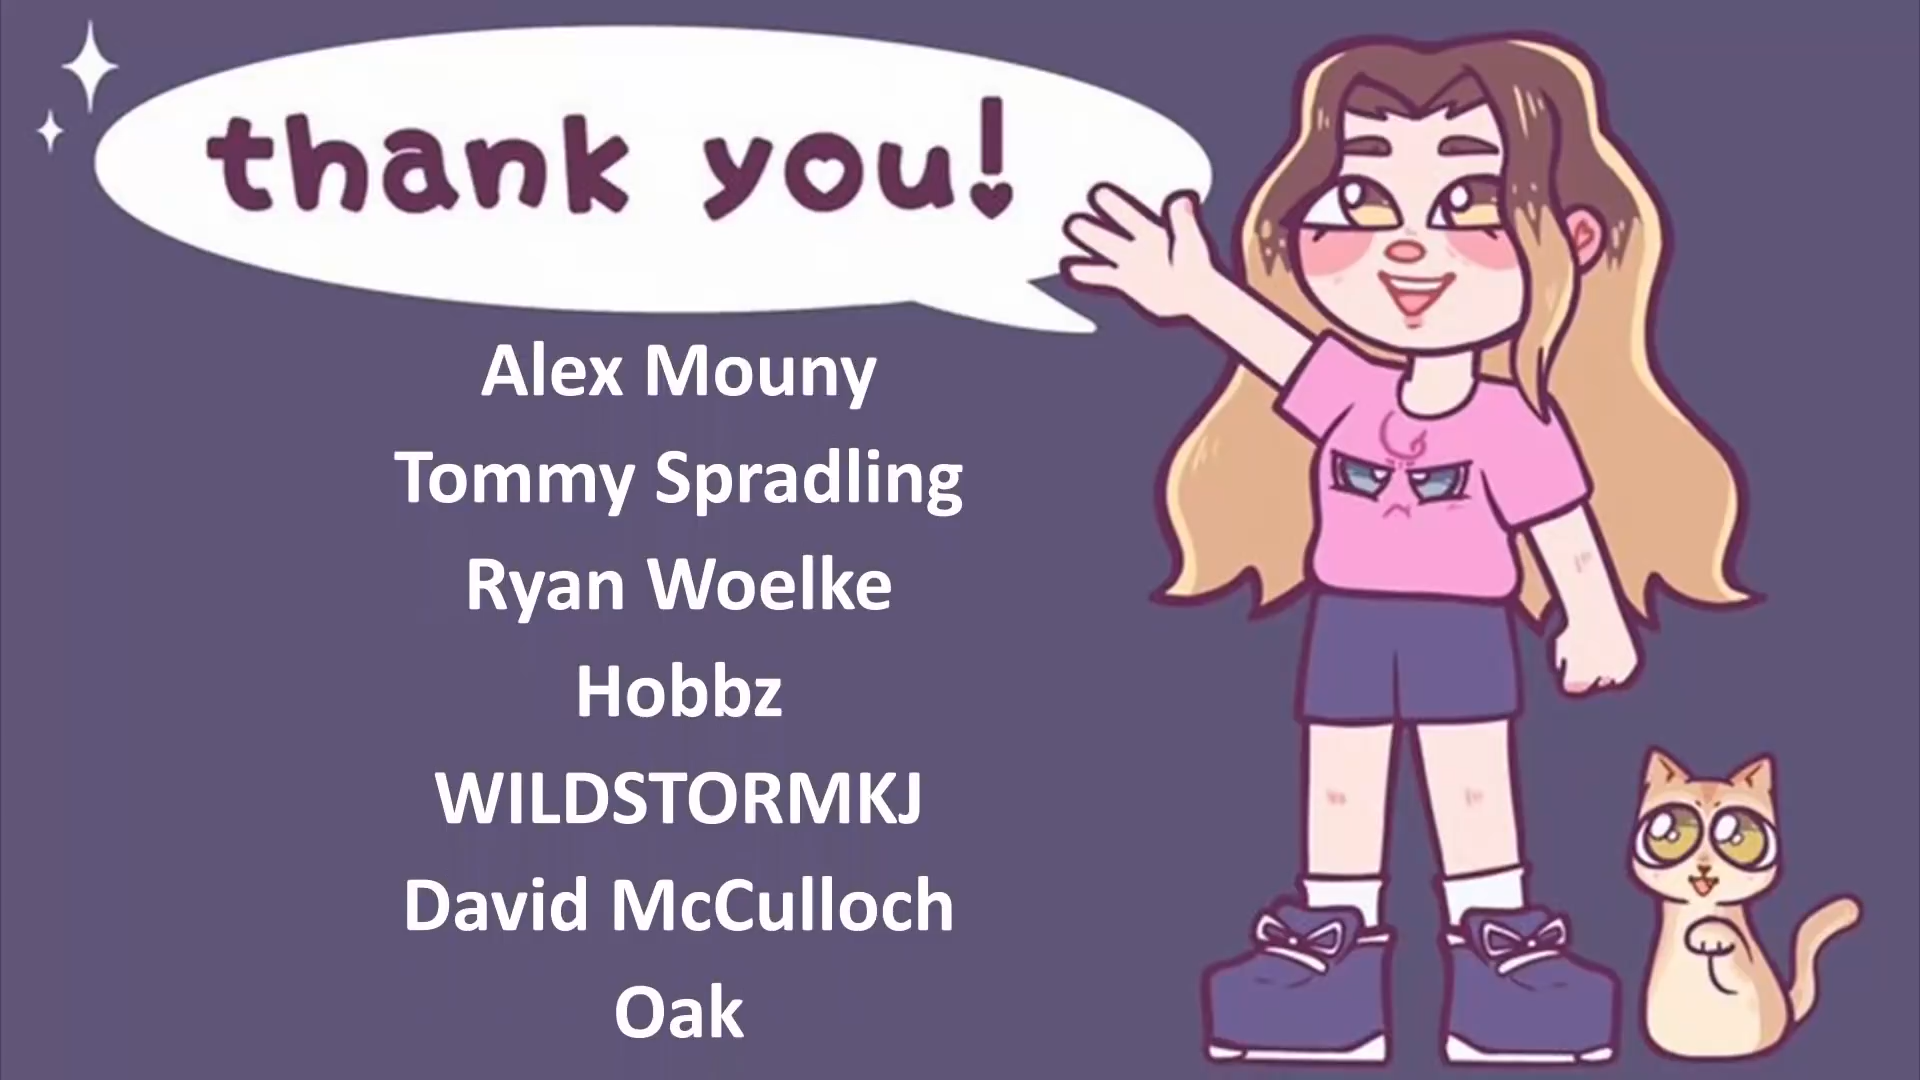 thank you!
Alex Mouny
Tommy Spradling
Ryan Woelke
Hobbz
WILDSTORMKJ
David McCulloch
Oak